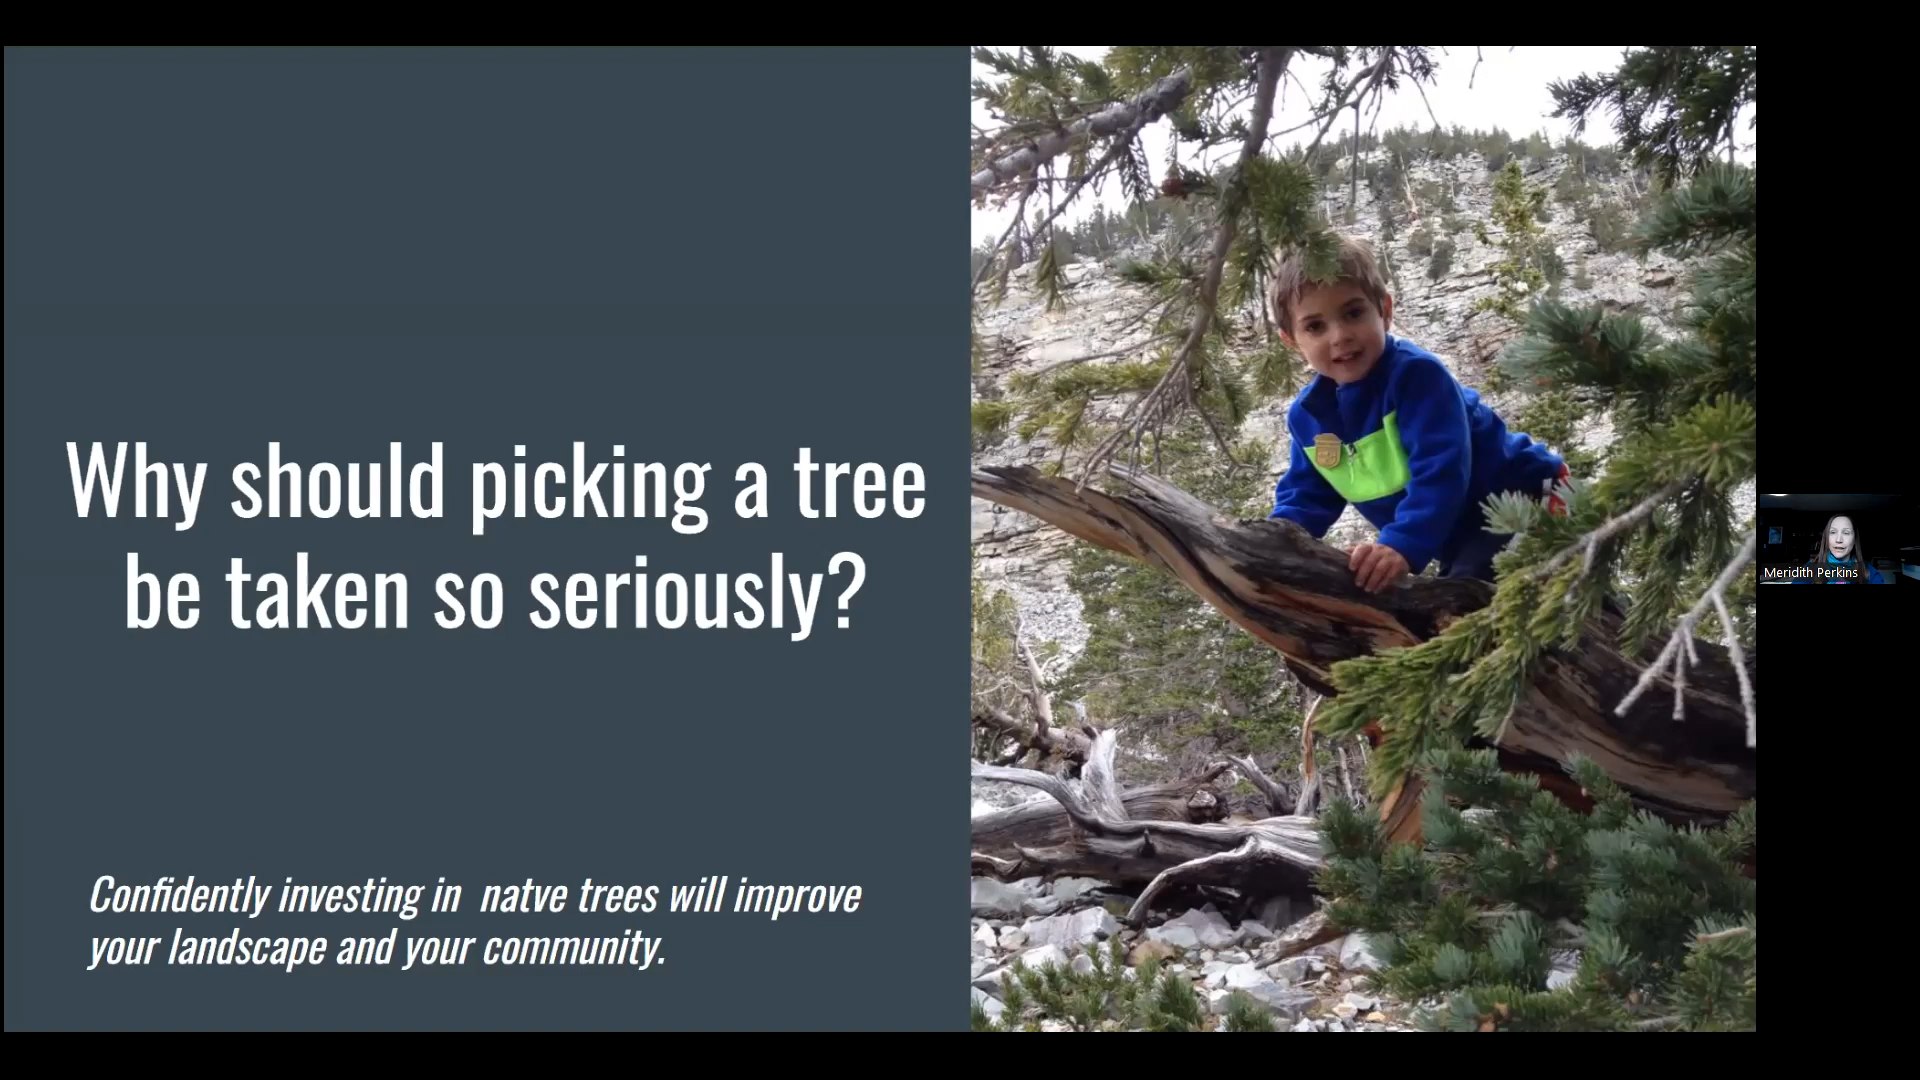 Why should picking a tree
be taken so seriously?
Confidently investing in  natve trees will improve
your landscape and your community.
Meridith Perkins